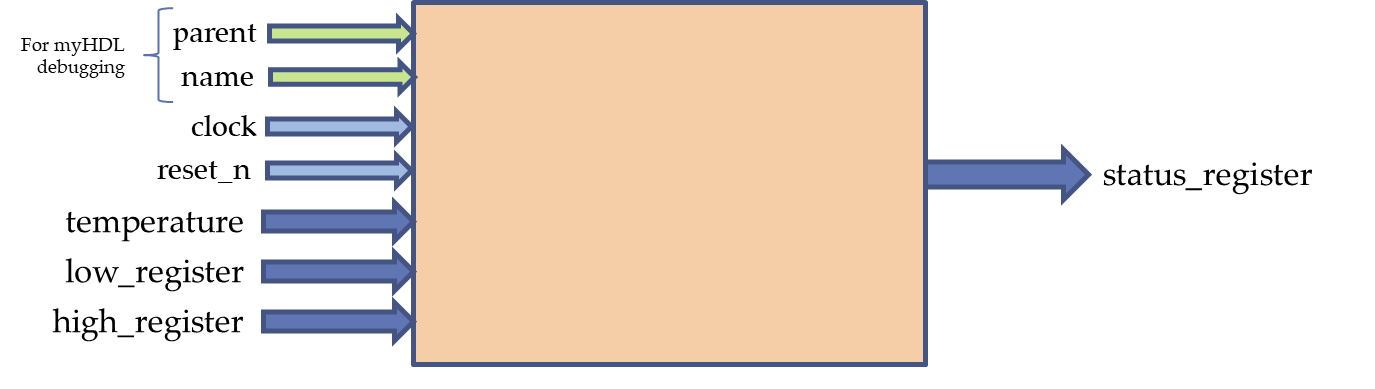 For myHDL
debugging
parent
name
clock
reset_n
temperature
low_register
high_register
status_register